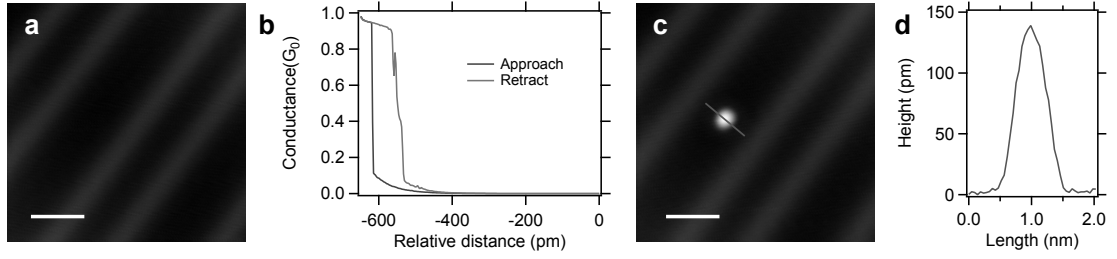 a
b
1.0
0.8
0.6
0.4
0.2
0.0
Conductance(G₀)
Approach
Retract
-600
-400
-200
0
Relative distance (pm)
c
d
150
100
50
0
Height (pm)
0.0
1.0
2.0
Length (nm)